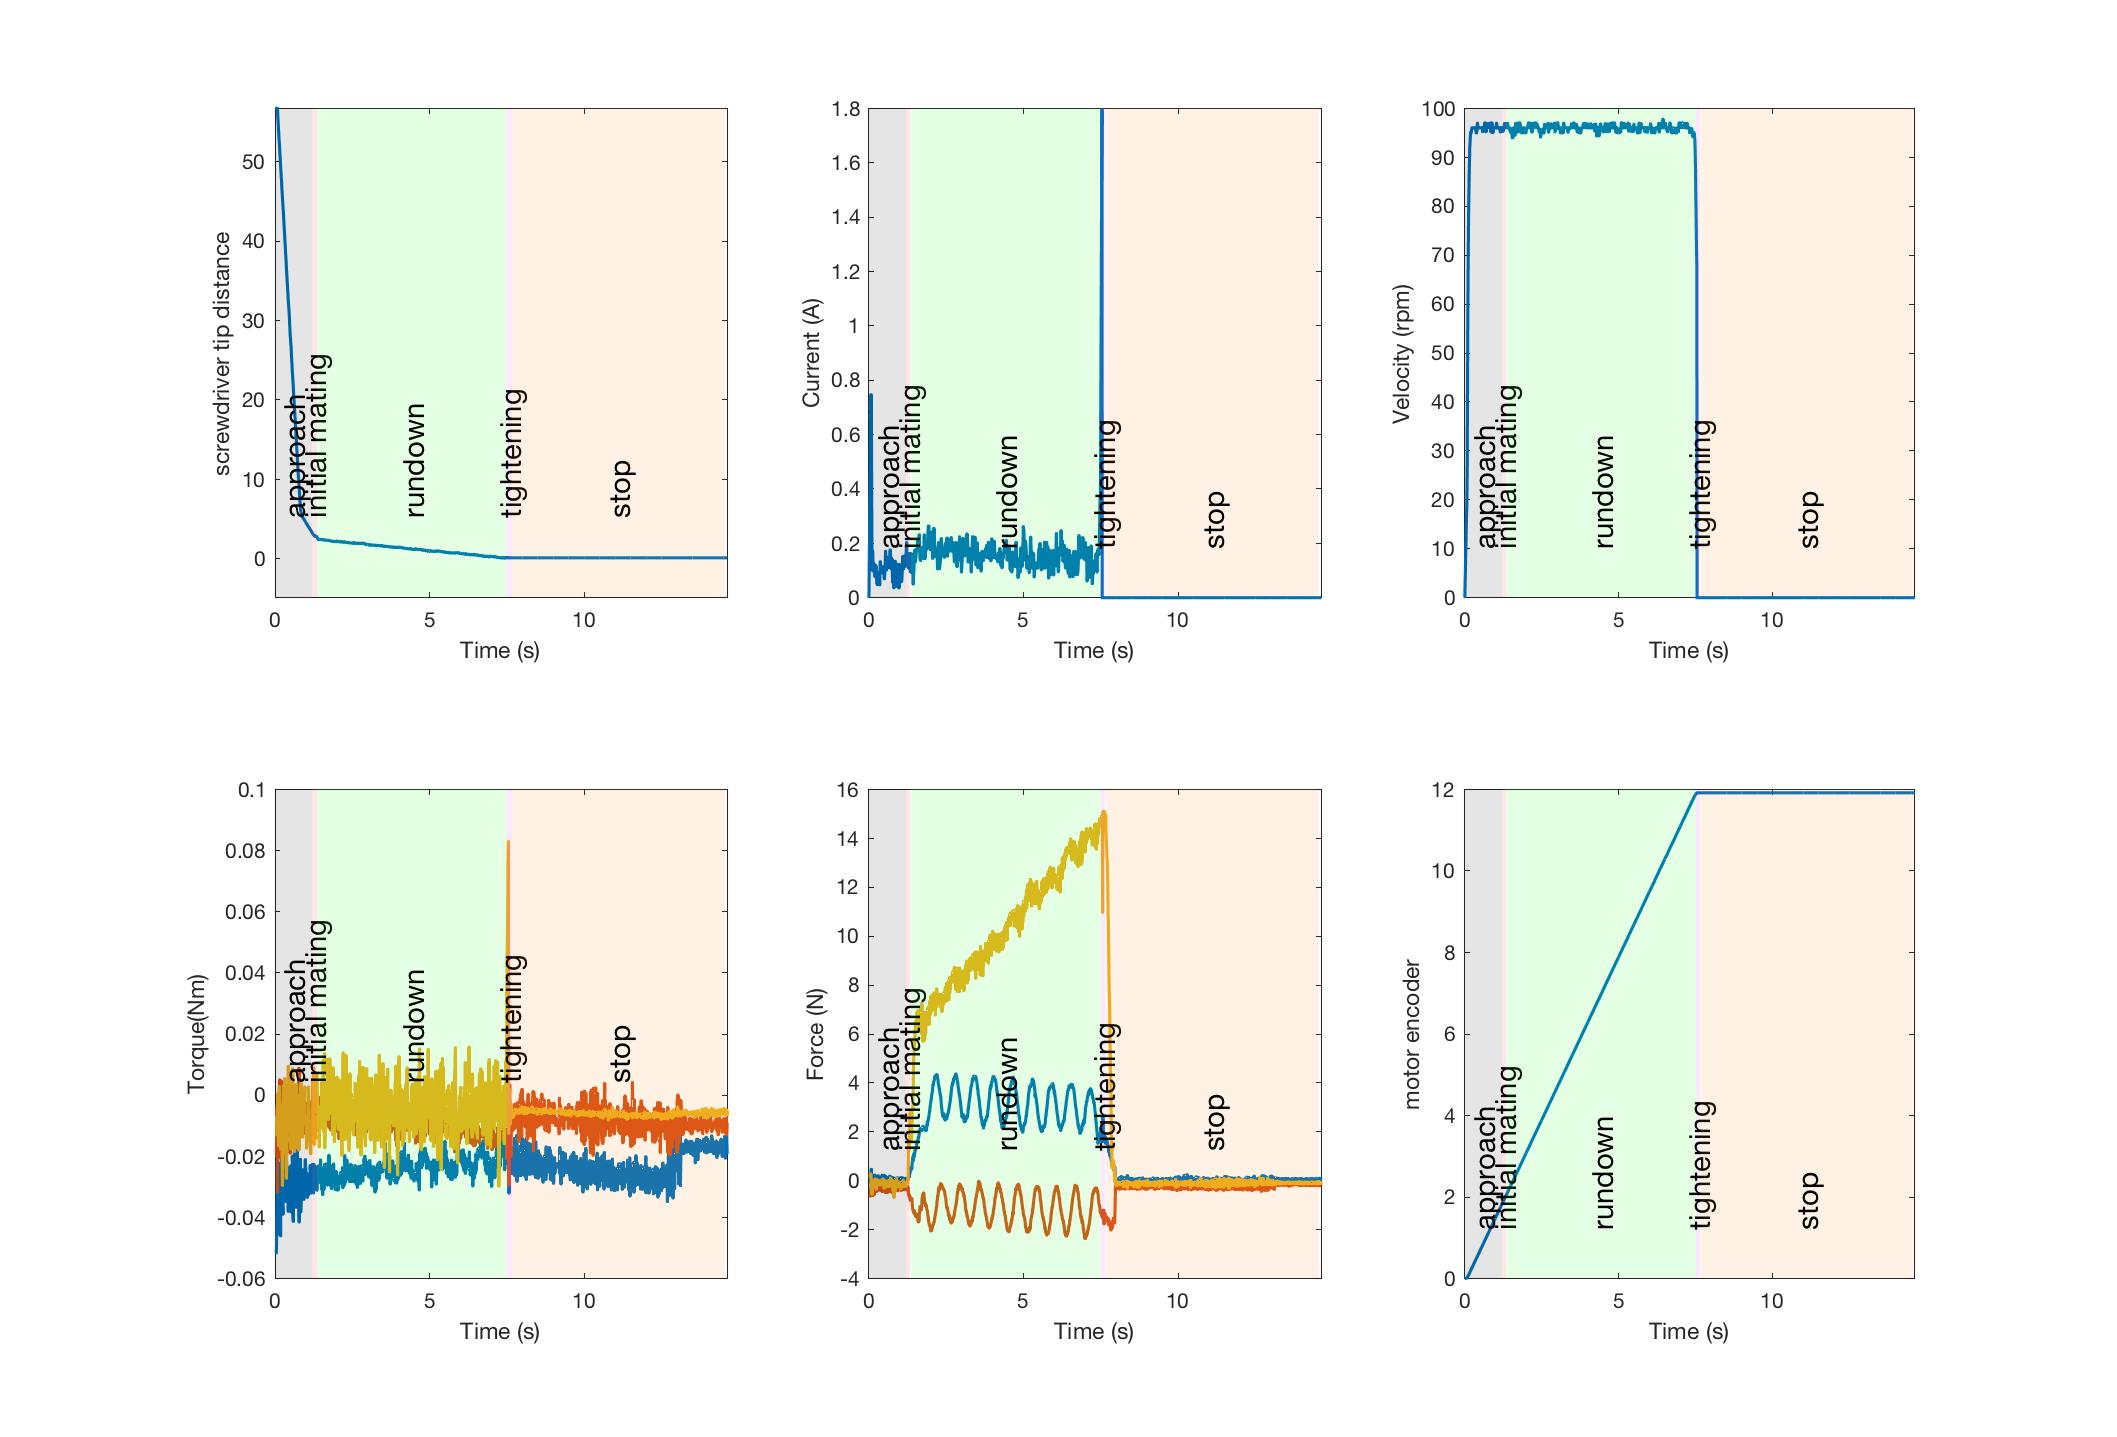 screwdriver tip distance
50
40
30
20
10
0
approach
initial mating
rundown
tightening
stop
0
5
10
Time (s)
Current (A)
1.8
1.6
1.4
1.2
1
0.8
0.6
0.4
0.2
0
approach
initial mating
rundown
tightening
stop
0
5
10
Time (s)
Velocity (rpm)
100
90
80
70
60
50
40
30
20
10
0
approach
initial mating
rundown
tightening
stop
0
5
10
Time (s)
Torque(Nm)
0.1
0.08
0.06
0.04
0.02
0
-0.02
-0.04
-0.06
approach
initial mating
rundown
tightening
stop
0
5
10
Time (s)
Force (N)
16
14
12
10
8
6
4
2
0
-2
-4
approach
initial mating
rundown
tightening
stop
0
5
10
Time (s)
motor encoder
12
10
8
6
4
2
0
approach
initial mating
rundown
tightening
stop
0
5
10
Time (s)